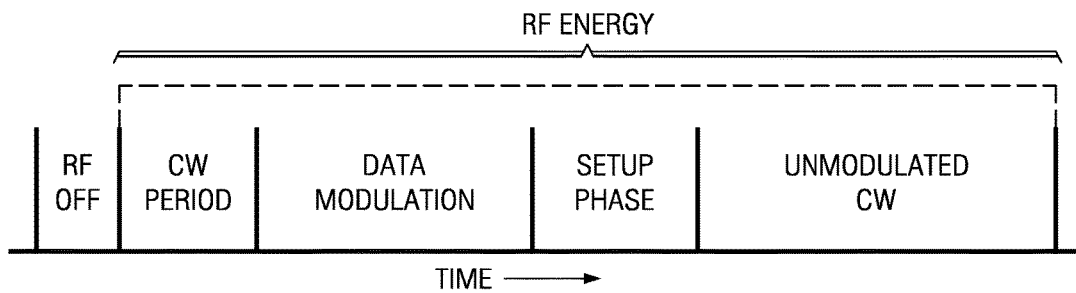 RF ENERGY
RF
OFF
CW
PERIOD
DATA
MODULATION
SETUP
PHASE
UNMODULATED
CW
TIME